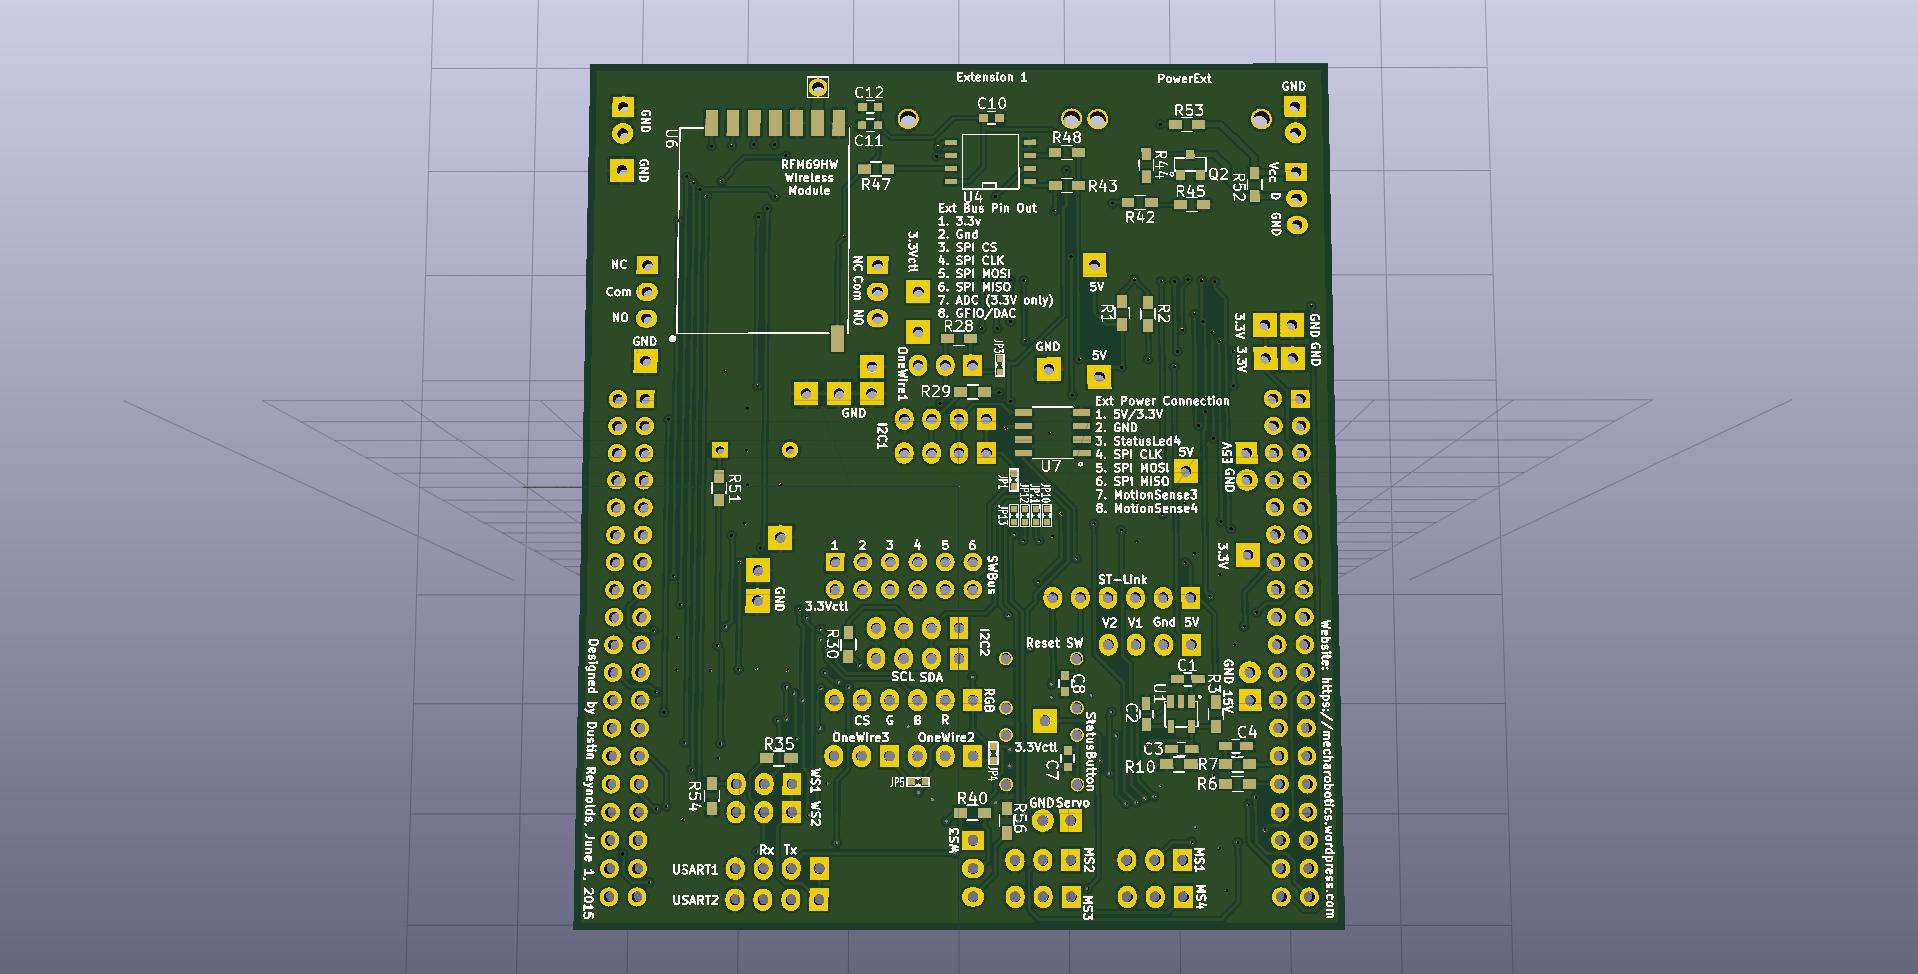 Extension 1
PowerExt
GND
C12
C10
R53
GND
U6
C11
R48
RFM69HW
Wireless
Module
R44
GND
R47
R43
Q2
R52
Vcc
D
GND
R45
R42
U4
Ext Bus Pin Out
1. 3.3v
2. Gnd
3. SPI CS
4. SPI CLK
5. SPI MOSI
6. SPI MISO
7. ADC (3.3V only)
8. GFIO/DAC
3.3Vctl
NC
Com
NO
NC
Com
NO
5V
R1
R2
R28
GND
JP3
GND
5V
3.3V
GND
3.3V
GND
OneWire1
R29
GND
Ext Power Connection
1. 5V/3.3V
2. GND
3. StatusLed4
4. SPI CLK
5. SPI MOSI
6. SPI MISO
7. MotionSense3
8. MotionSense4
I2C1
U7
5V
AS3
GND
R51
JP1
JP13
JP12
JP10
1 2 3 4 5 6
SWBus
3.3V
GND
3.3Vctl
ST-Link
V2 V1 Gnd 5V
R30
I2C2
Reset SW
SCL SDA
C8
C1
U1
R3
C2
GND
RGB
CS G B R
OneWire3
OneWire2
3.3Vctl
StatusButton
C7
C3
C4
R10
R7
R6
R35
JP4
JP5
R54
WS1
WS2
R40
R56
GND
Servo
WS3
Rx
Tx
USART1
USART2
MS2
MS1
MS3
MS4
Designed by Dustin Reynolds, June 1, 2015
Website: https://mecharobotics.wordpress.com